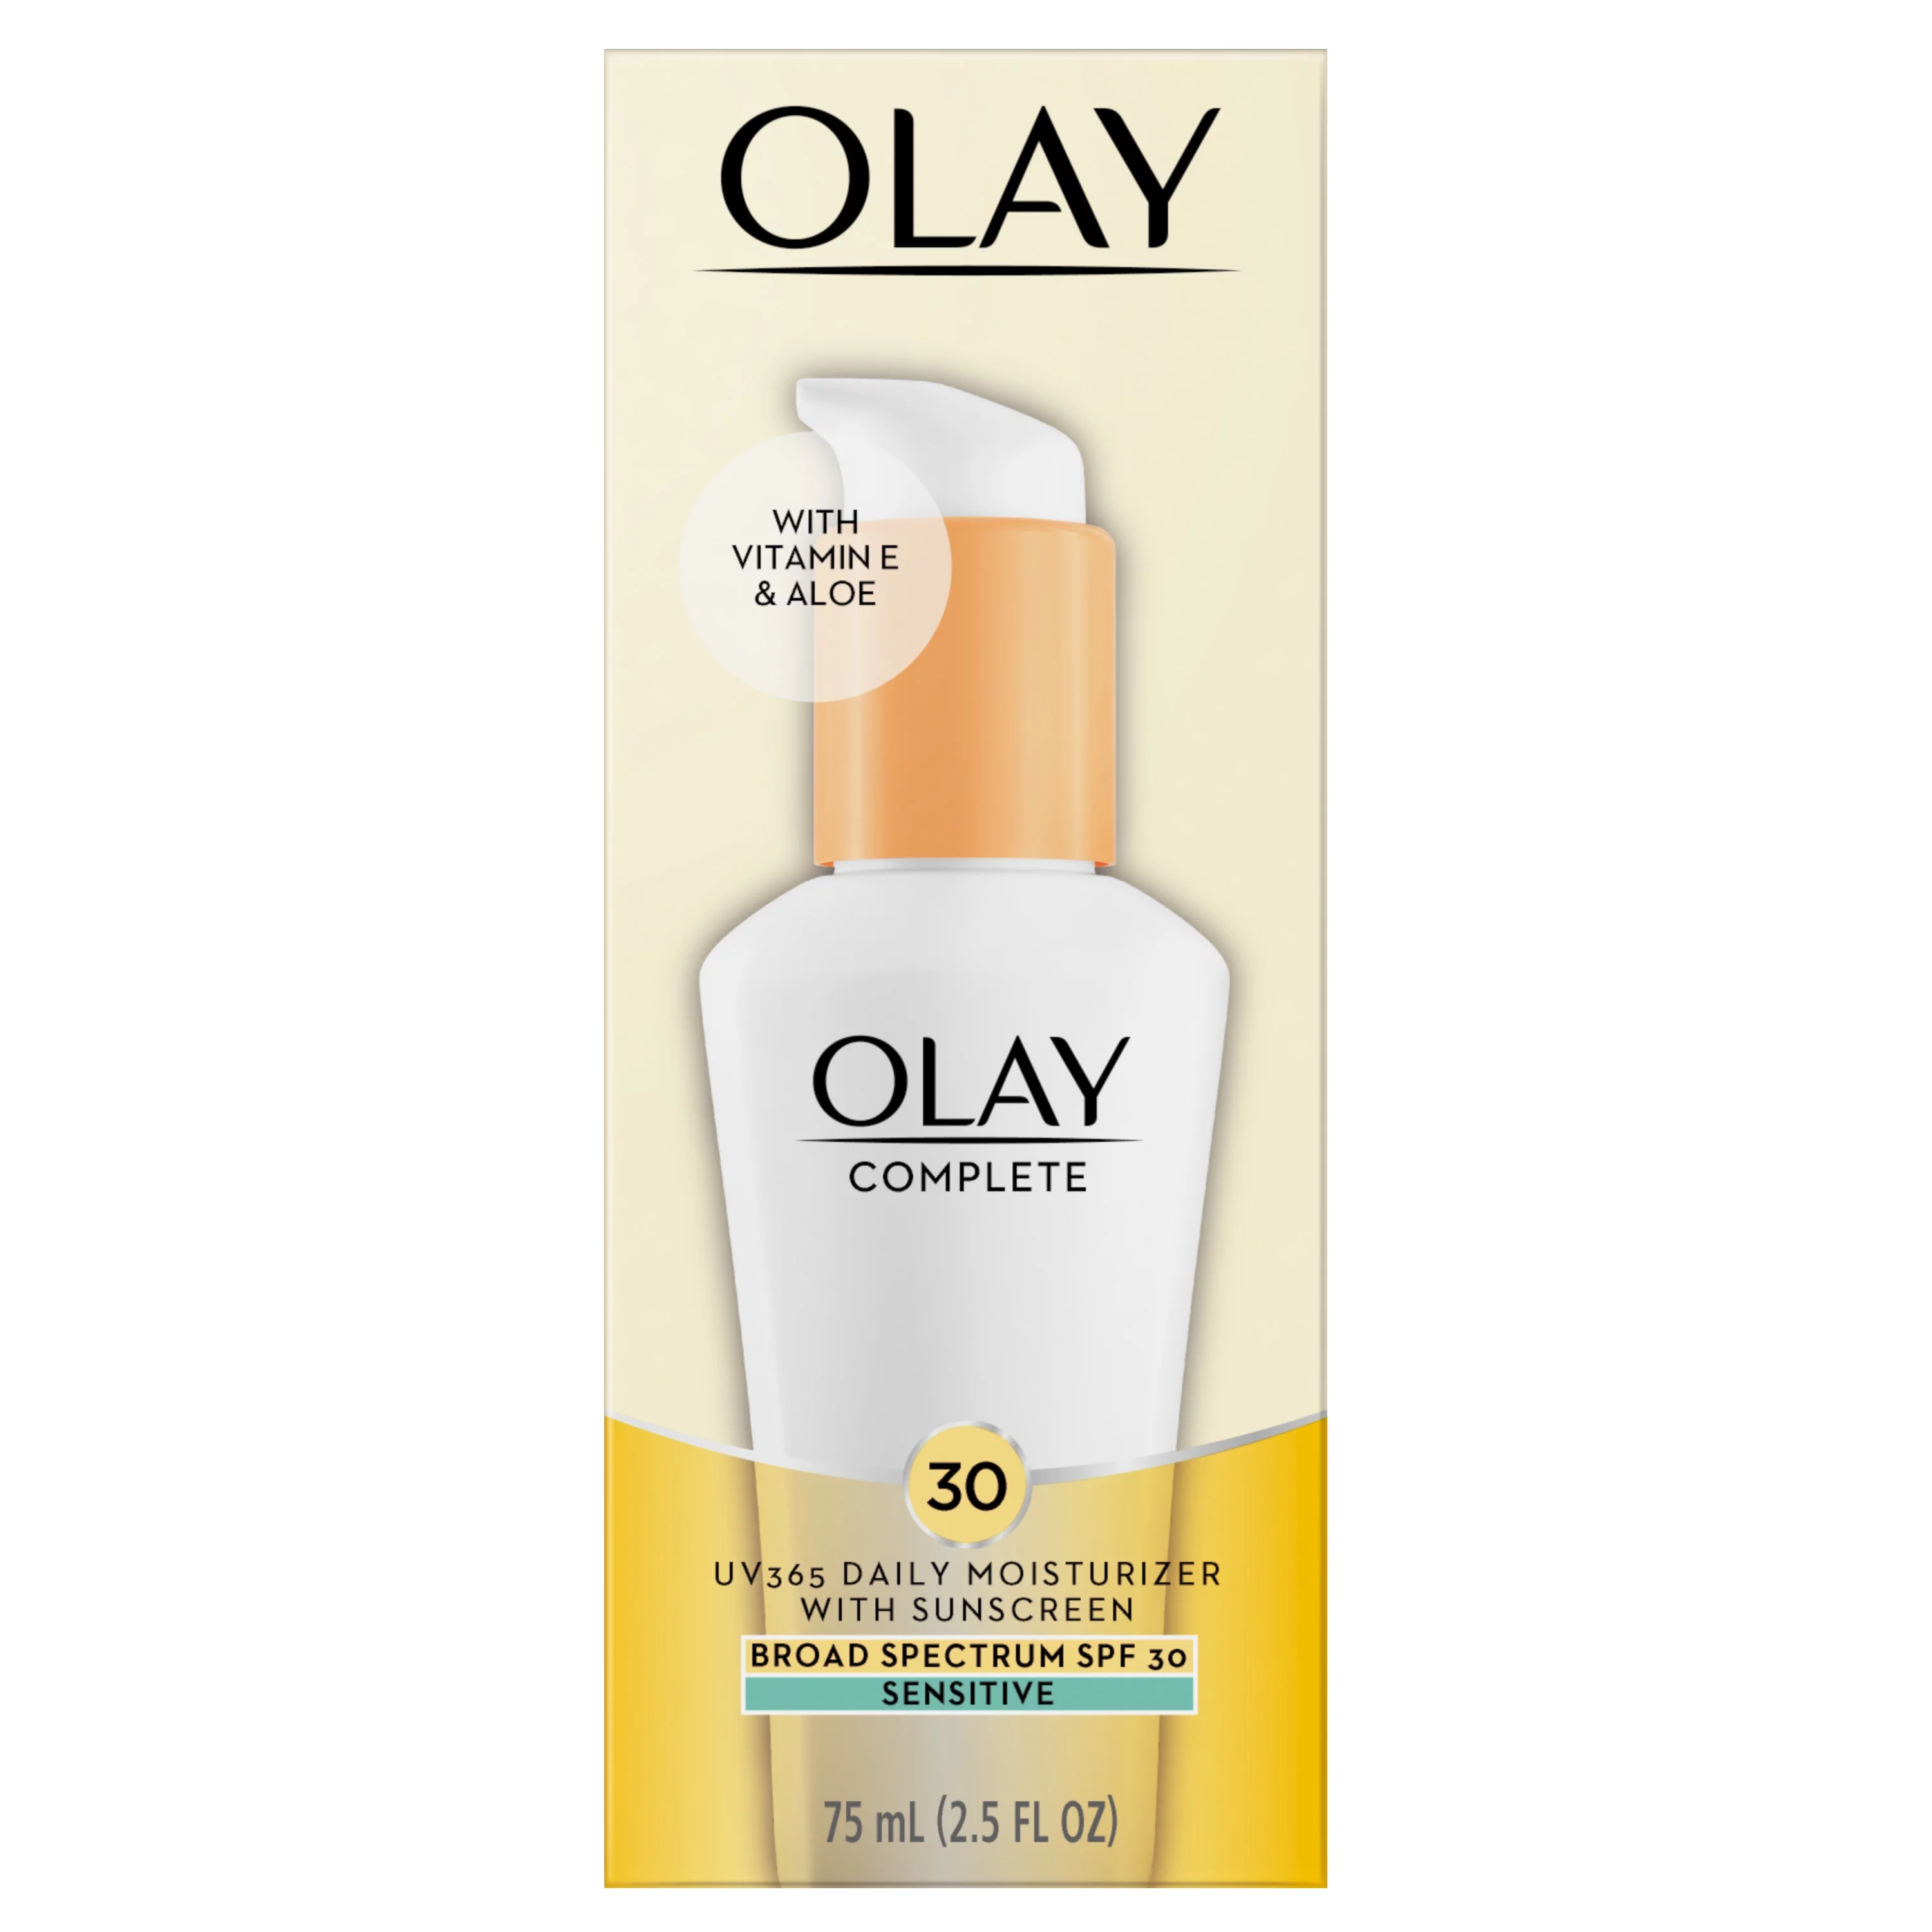 OLAY
WITH
VITAMIN E
& ALOE
OLAY
COMPLETE
30
UV365 DAILY MOISTURIZER
WITH SUNSCREEN
BROAD SPECTRUM SPF 30
SENSITIVE
75 mL (2.5 FL OZ)